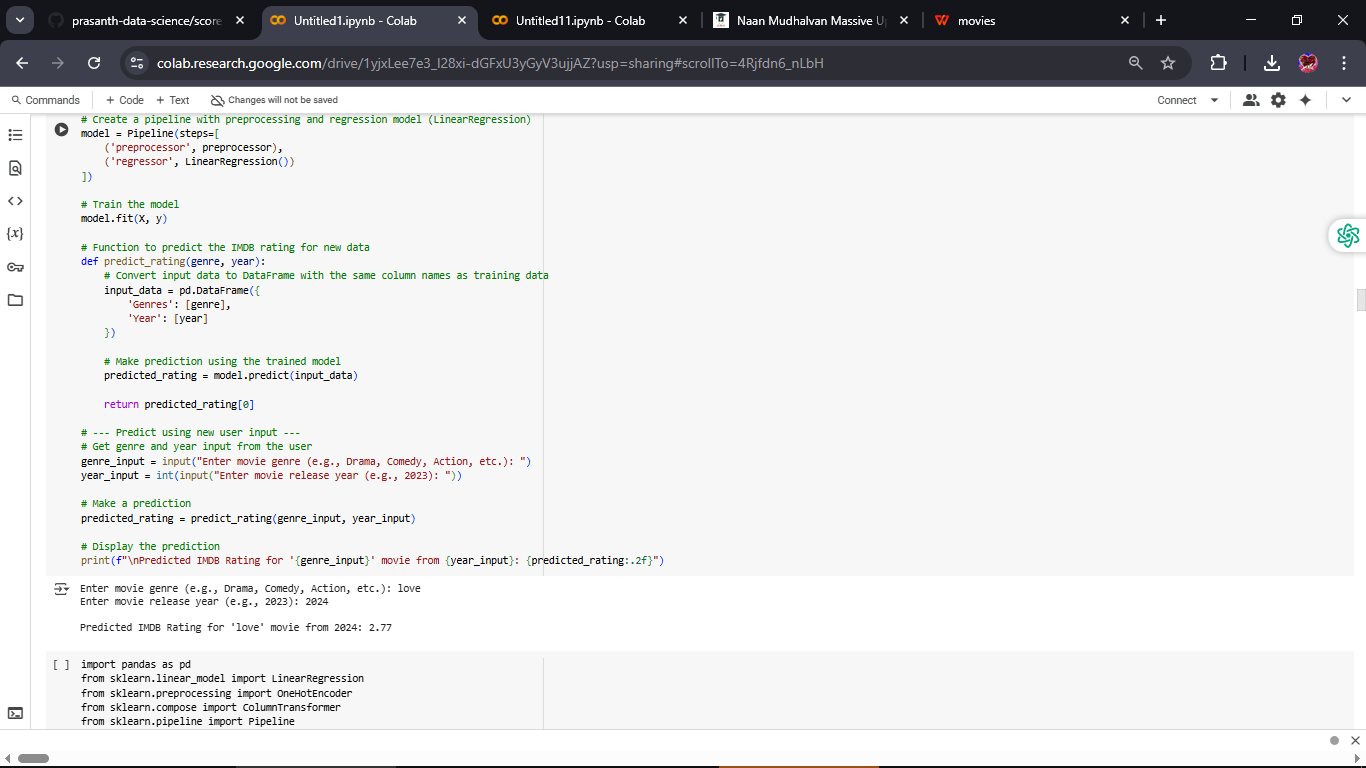 prasanth-data-science/score
Untitled1.ipynb - Colab
Untitled11.ipynb - Colab
Naan Mudhalvan Massive U
movies
colab.research.google.com/drive/1yjxLee7e3_I28xi-dGFxU3yGyV3ujjAZ?usp=sharing#scrollTo=4Rjfdn6_nLbH
Commands + Code + Text Changes will not be saved Connect
# Create a pipeline with preprocessing and regression model (LinearRegression)
model = Pipeline(steps=[
('preprocessor', preprocessor),
('regressor', LinearRegression())
])
# Train the model
model.fit(X, y)
# Function to predict the IMDB rating for new data
def predict_rating(genre, year):
# Convert input data to DataFrame with the same column names as training data
input_data = pd.DataFrame({
'Genres': [genre],
'Year': [year]
})
# Make prediction using the trained model
predicted_rating = model.predict(input_data)
return predicted_rating[0]
# --- Predict using new user input ---
# Get genre and year input from the user
genre_input = input("Enter movie genre (e.g., Drama, Comedy, Action, etc.): ")
year_input = int(input("Enter movie release year (e.g., 2023): "))
# Make a prediction
predicted_rating = predict_rating(genre_input, year_input)
# Display the prediction
print(f"\nPredicted IMDB Rating for '{genre_input}' movie from {year_input}: {predicted_rating:.2f}")
Enter movie genre (e.g., Drama, Comedy, Action, etc.): love
Enter movie release year (e.g., 2023): 2024
Predicted IMDB Rating for 'love' movie from 2024: 2.77
[ ] import pandas as pd
from sklearn.linear_model import LinearRegression
from sklearn.preprocessing import OneHotEncoder
from sklearn.compose import ColumnTransformer
from sklearn.pipeline import Pipeline